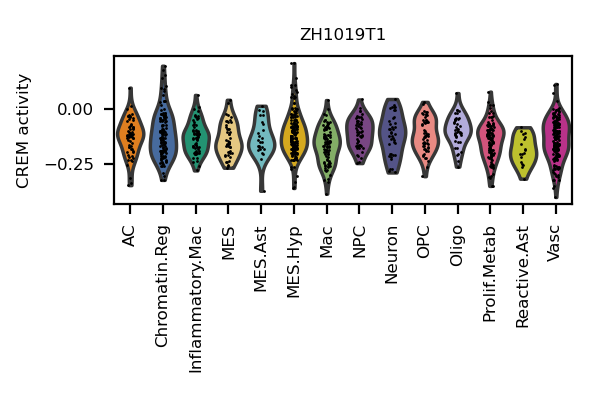 ZH1019T1
CREM activity
0.00
−0.25
AC
Chromatin.Reg
Inflammatory.Mac
MES
MES.Ast
MES.Hyp
Mac
NPC
Neuron
OPC
Oligo
Prolif.Metab
Reactive.Ast
Vasc